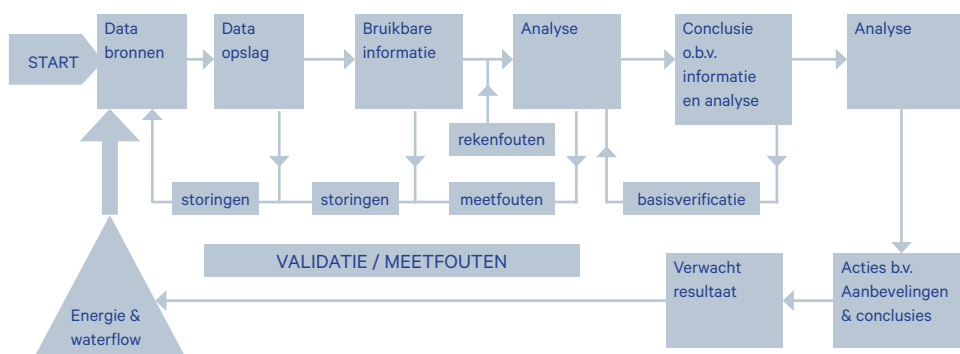 START
Data
bronnen
Data
opslag
Bruikbare
informatie
Analyse
Conclusie
o.b.v.
informatie
en analyse
Analyse
rekenfouten
storingen
storingen
meetfouten
basisverificatie
VALIDATIE / MEETFOUTEN
Verwacht
resultaat
Acties b.v.
Aanbevelingen
& conclusies
Energie &
waterflow